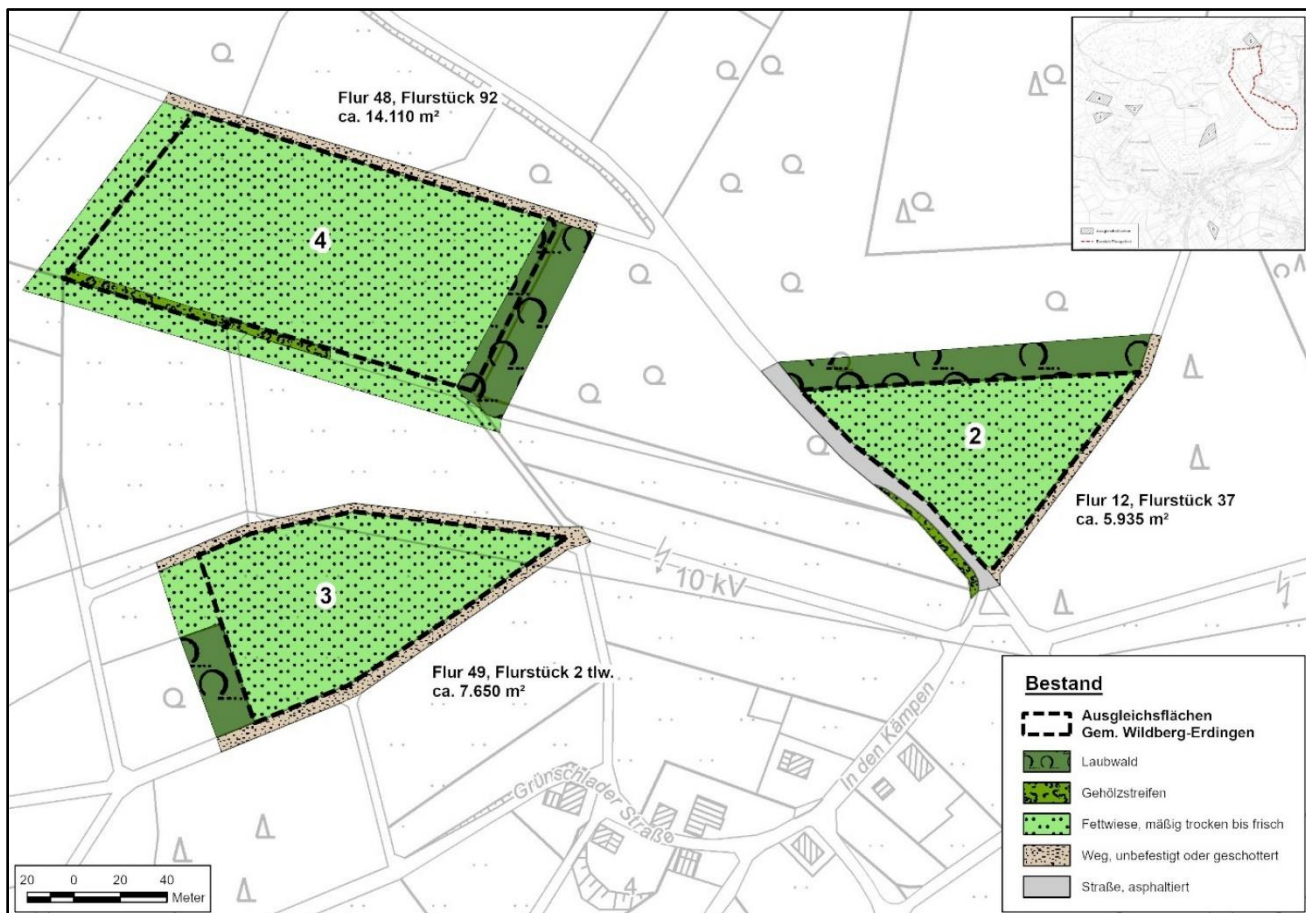 Flur 48, Flurstück 92
ca. 14.110 m²
4
2
Flur 12, Flurstück 37
ca. 5.935 m²
3
10 kV
Flur 49, Flurstück 2 tlw.
ca. 7.650 m²
In den Kämpen
Grünschlader Straße
4
20 0 20 40
Meter
Bestand
Ausgleichsflächen
Gem. Wildberg-Erdingen
Laubwald
Gehölzstreifen
Fettwiese, mäßig trocken bis frisch
Weg, unbefestigt oder geschottert
Straße, asphaltiert